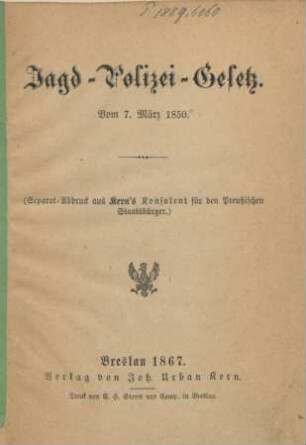 Jagd-Polizei-Gesetz.
Vom 7. März 1850.
(Separat-Abdruck aus Kern's Konsulent für den Preußischen
Staatsbürger.)
Breslau 1867.
Verlag von Joh. Urban Kern.
Druck von C. H. Storch und Comp. in Breslau.